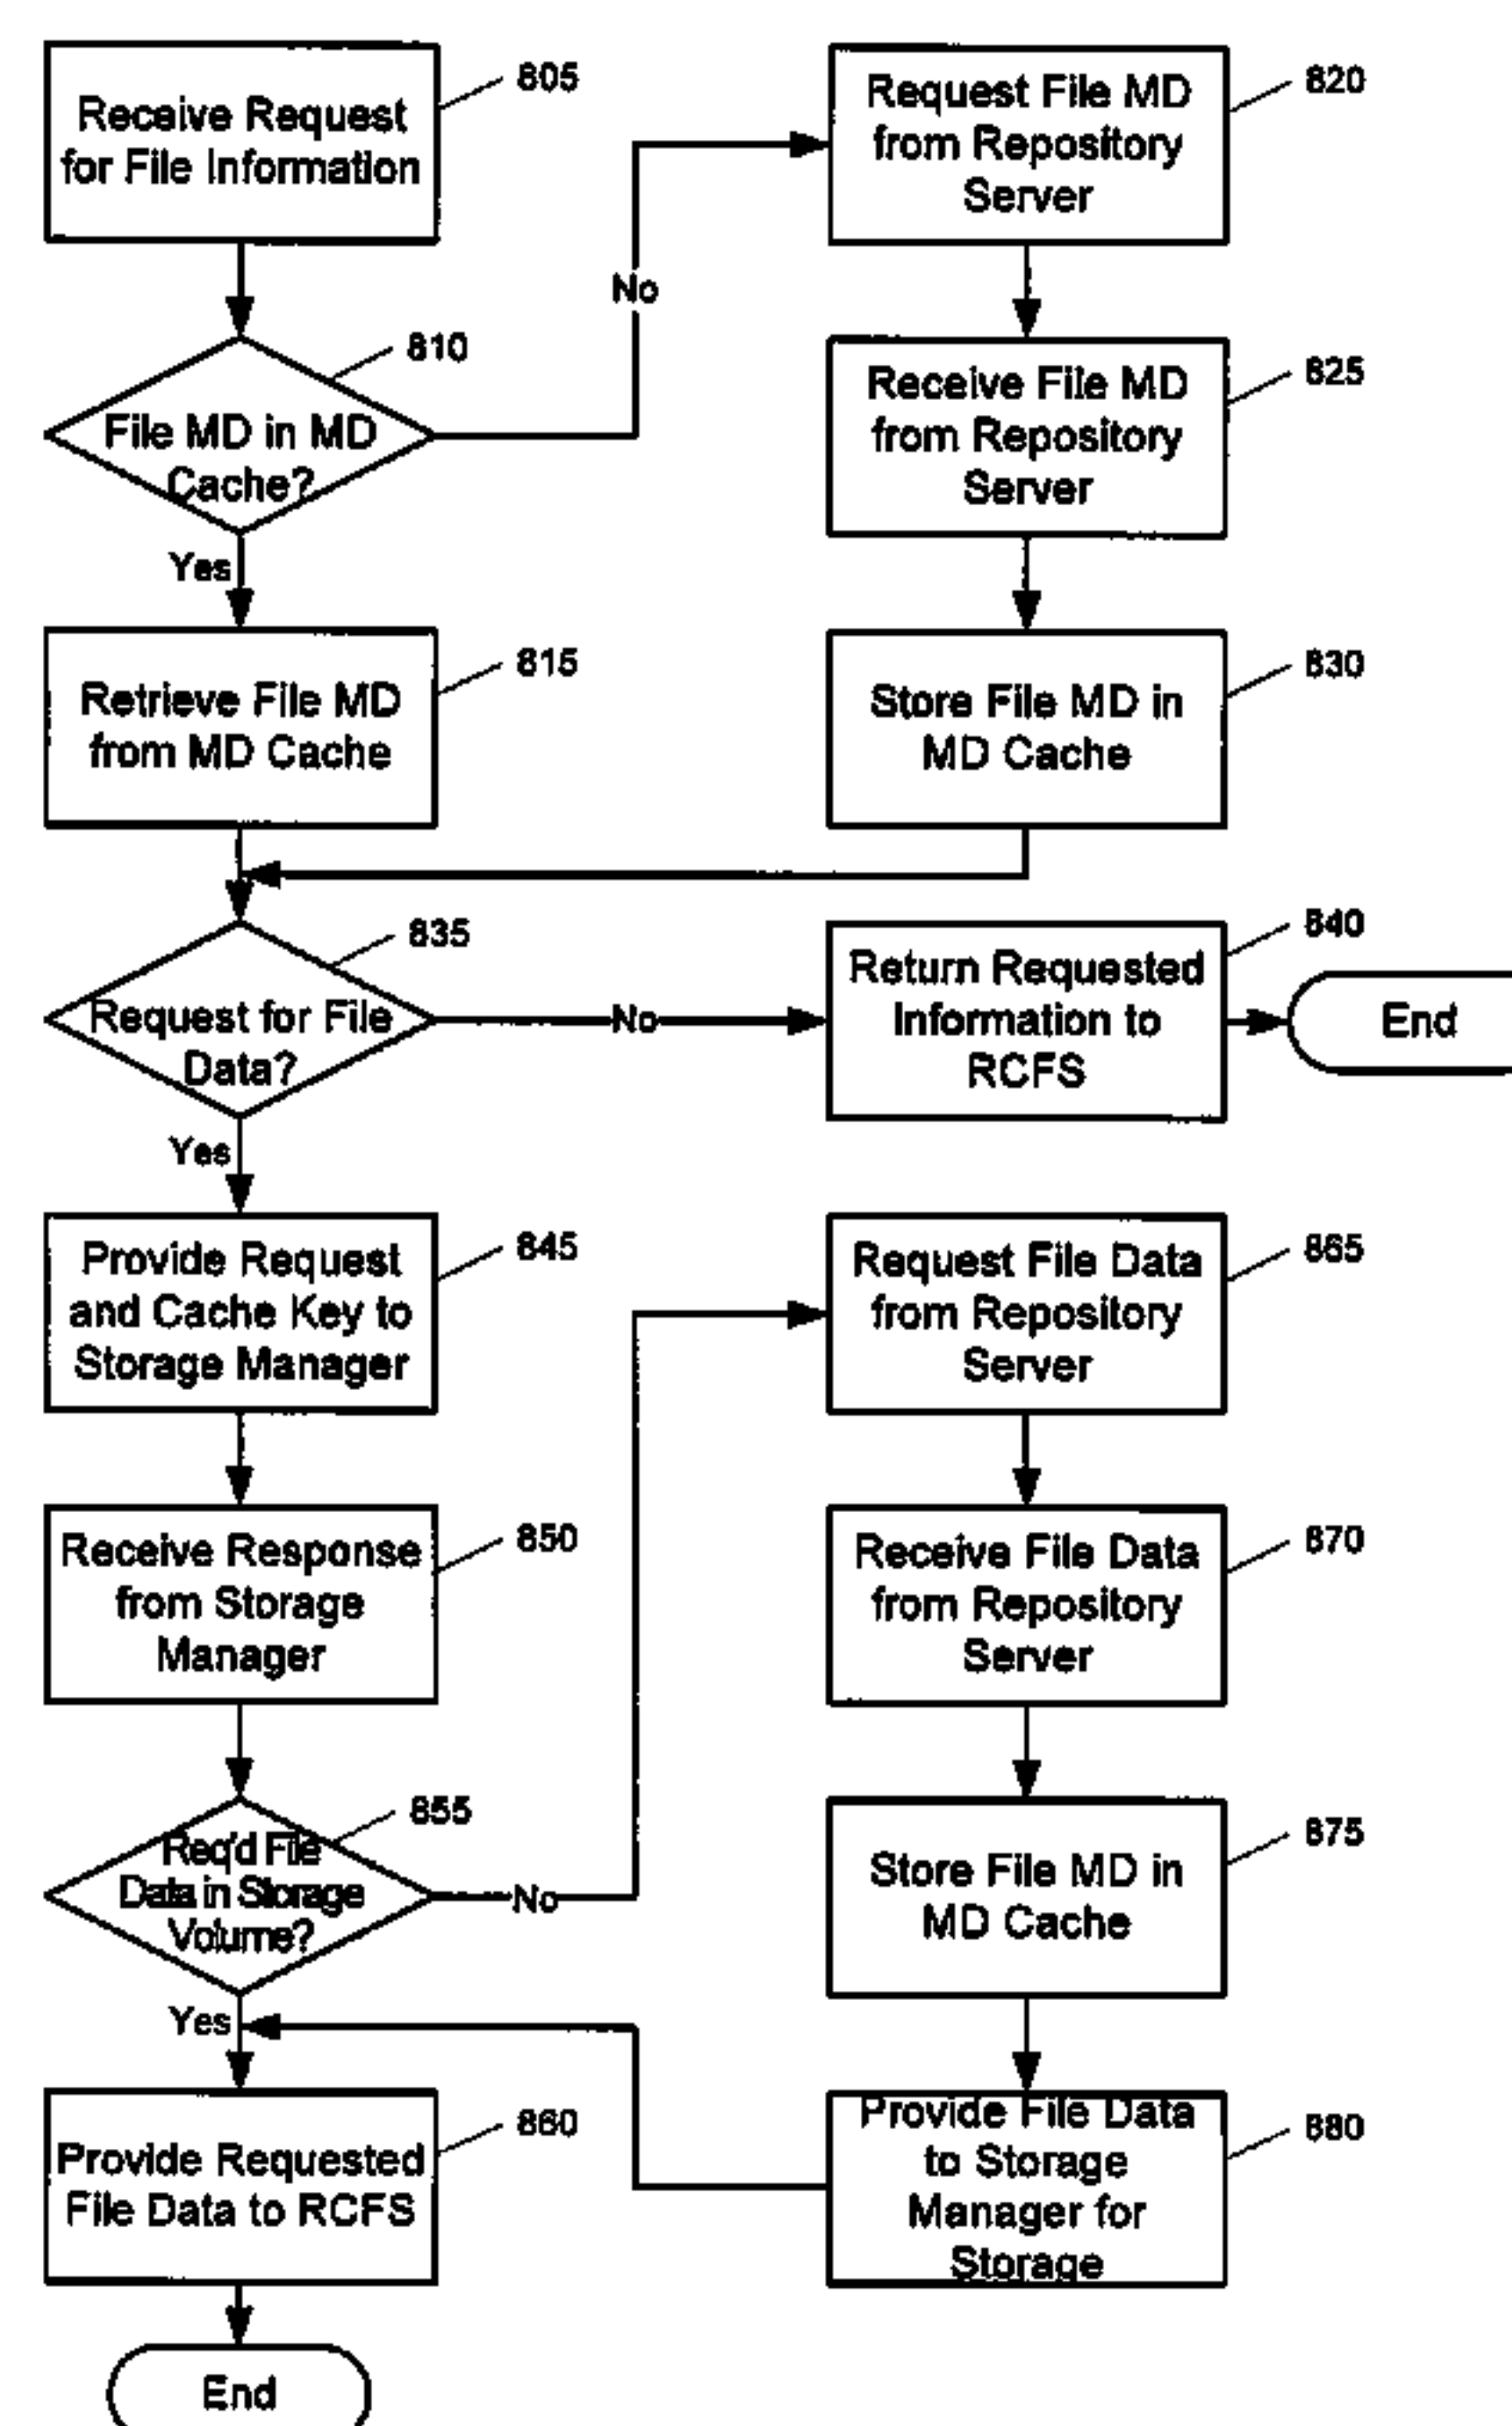 Receive Request
for File Information
805
File MD in MD
Cache?
810
No
Yes
Retrieve File MD
from MD Cache
815
Request File MD
from Repository
Server
820
Receive File MD
from Repository
Server
825
Store File MD in
MD Cache
830
Request for File
Data?
835
No
Yes
Return Requested
Information to
RCFS
840
End
Provide Request
and Cache Key to
Storage Manager
845
Receive Response
from Storage
Manager
850
Req'd File
Data in Storage
Volume?
855
No
Yes
Provide Requested
File Data to RCFS
860
End
Request File Data
from Repository
Server
865
Receive File Data
from Repository
Server
870
Store File MD in
MD Cache
875
Provide File Data
to Storage
Manager for
Storage
880